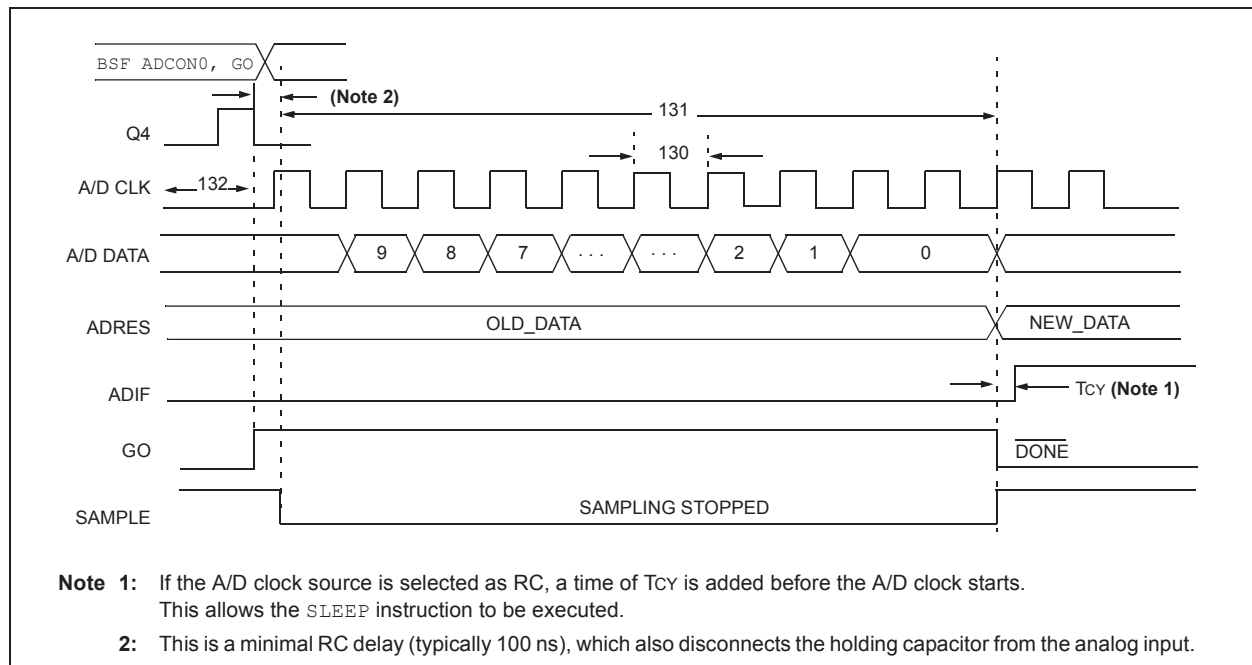 BSF ADCON0, GO
(Note 2)
131
Q4
130
A/D CLK
132
A/D DATA
9 8 7 . . . . . . 2 1 0
ADRES
OLD_DATA
NEW_DATA
ADIF
TCY (Note 1)
GO
DONE
SAMPLE
SAMPLING STOPPED
Note 1: If the A/D clock source is selected as RC, a time of TCY is added before the A/D clock starts.
This allows the SLEEP instruction to be executed.
2: This is a minimal RC delay (typically 100 ns), which also disconnects the holding capacitor from the analog input.